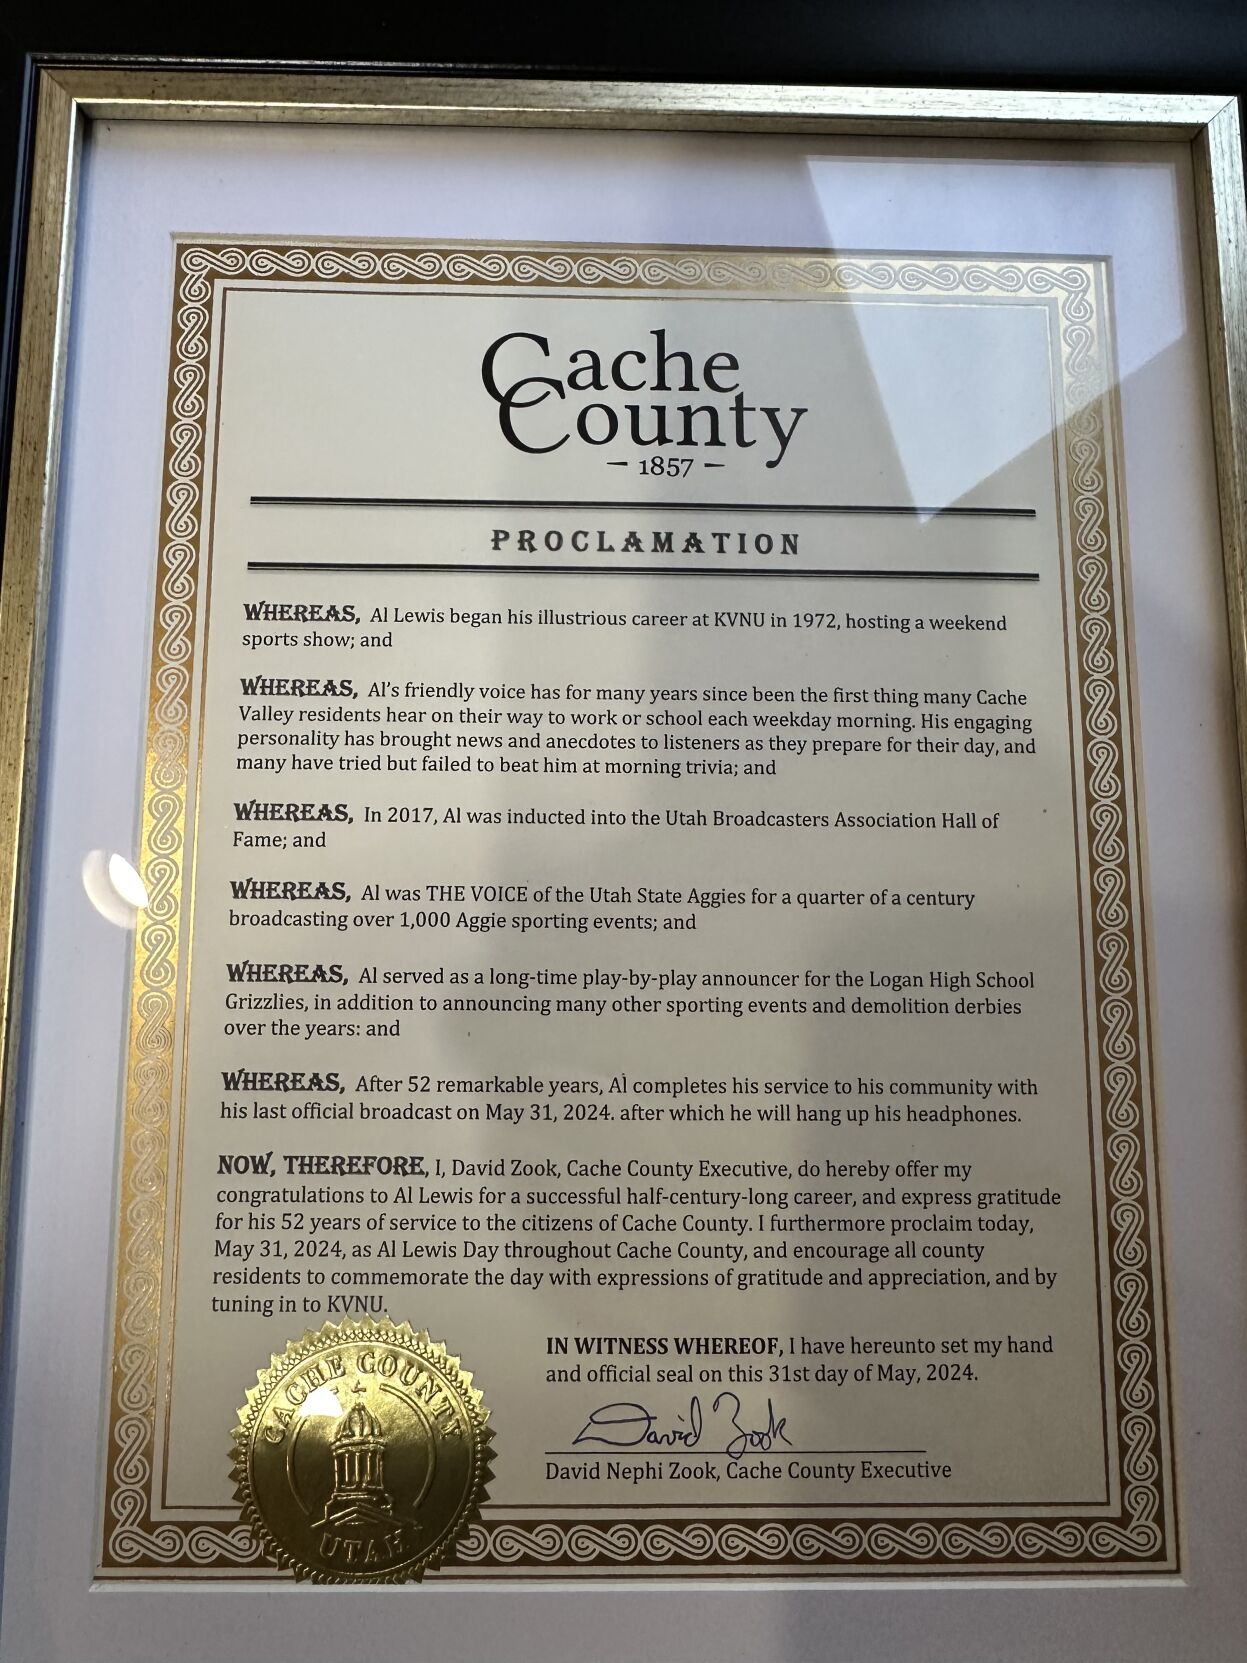 Cache
County
– 1857 –
PROCLAMATION
WHEREAS, Al Lewis began his illustrious career at KVNU in 1972, hosting a weekend
sports show; and
WHEREAS, Al’s friendly voice has for many years since been the first thing many Cache
Valley residents hear on their way to work or school each weekday morning. His engaging
personality has brought news and anecdotes to listeners as they prepare for their day, and
many have tried but failed to beat him at morning trivia; and
WHEREAS, In 2017, Al was inducted into the Utah Broadcasters Association Hall of
Fame; and
WHEREAS, Al was THE VOICE of the Utah State Aggies for a quarter of a century
broadcasting over 1,000 Aggie sporting events; and
WHEREAS, Al served as a long-time play-by-play announcer for the Logan High School
Grizzlies, in addition to announcing many other sporting events and demolition derbies
over the years: and
WHEREAS, After 52 remarkable years, Al completes his service to his community with
his last official broadcast on May 31, 2024. after which he will hang up his headphones.
NOW, THEREFORE, I, David Zook, Cache County Executive, do hereby offer my
congratulations to Al Lewis for a successful half-century-long career, and express gratitude
for his 52 years of service to the citizens of Cache County. I furthermore proclaim today,
May 31, 2024, as Al Lewis Day throughout Cache County, and encourage all county
residents to commemorate the day with expressions of gratitude and appreciation, and by
tuning in to KVNU.
IN WITNESS WHEREOF, I have hereunto set my hand
and official seal on this 31st day of May, 2024.
David Zook
David Nephi Zook, Cache County Executive
CACHE COUNTY
UTAH